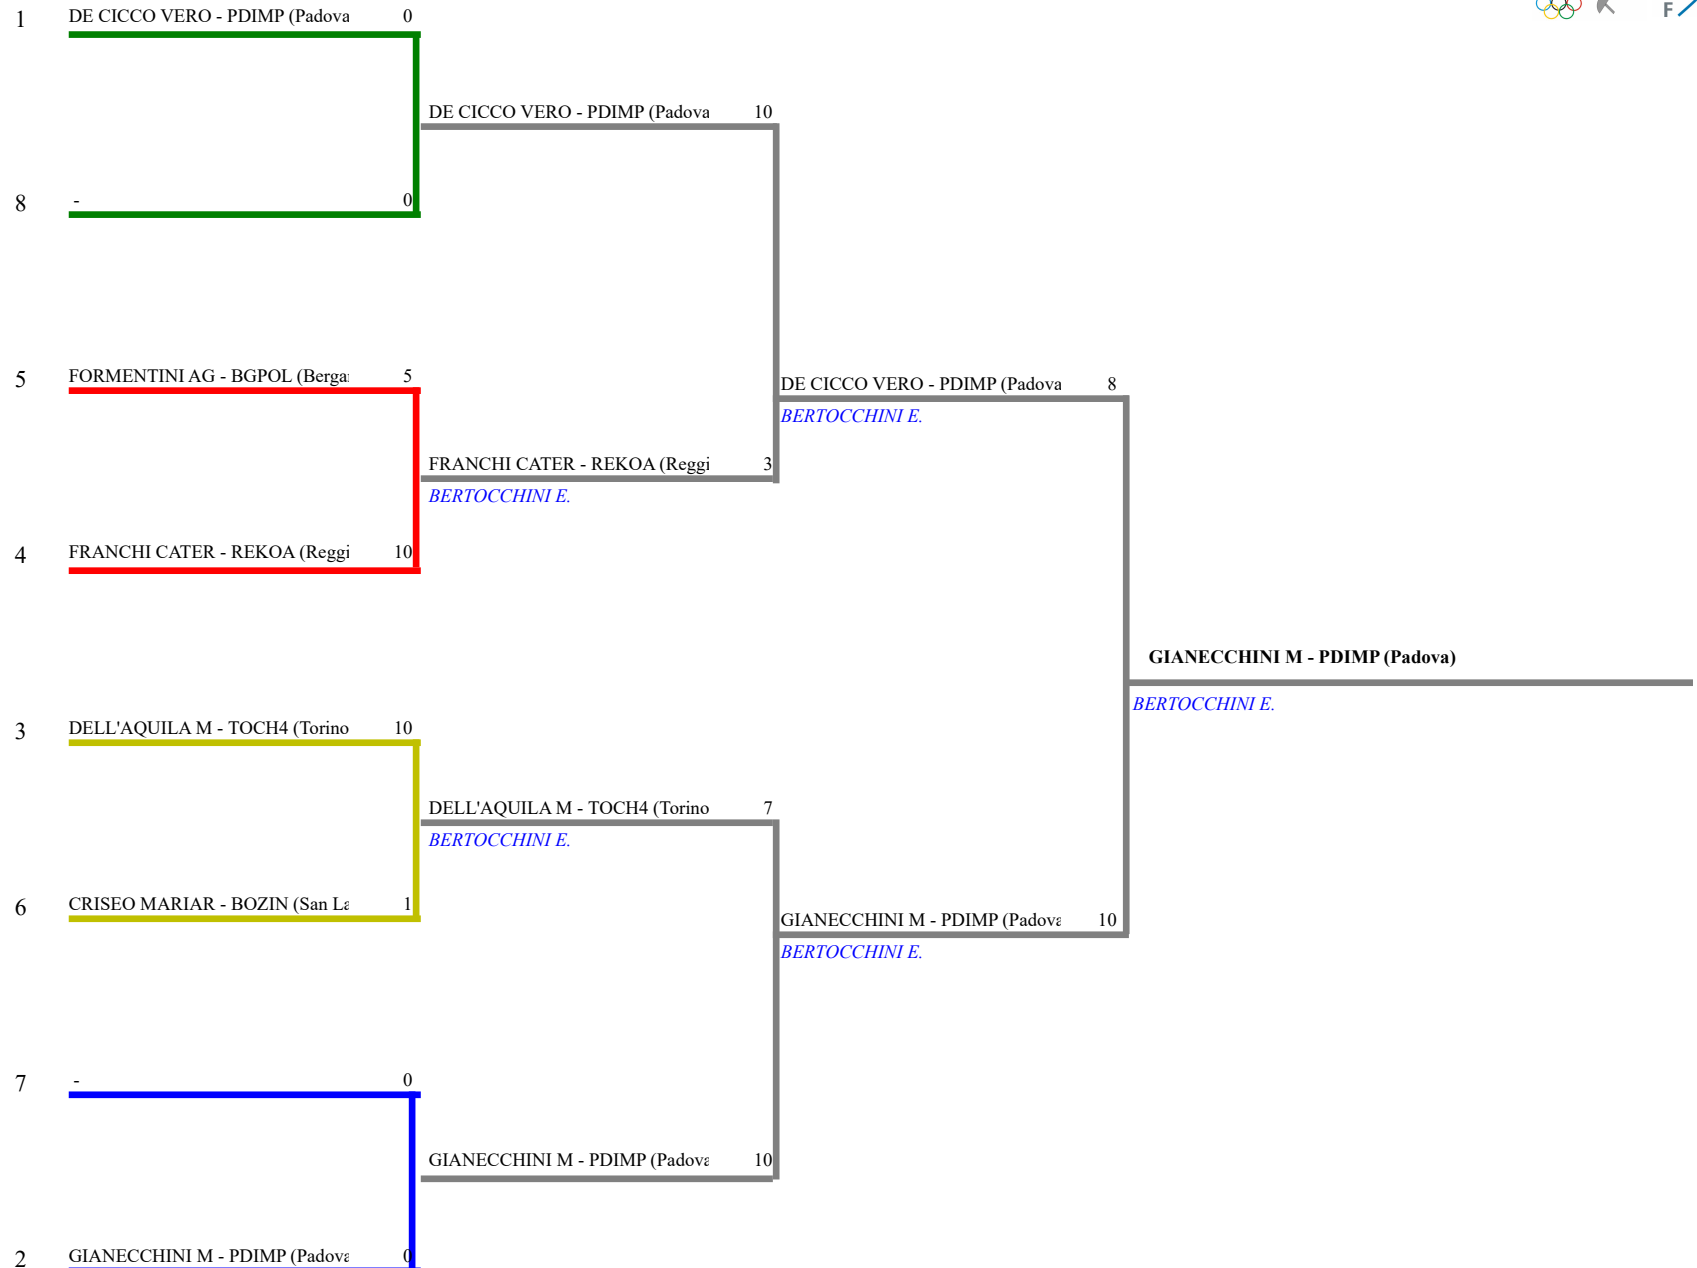 1 DE CICCO VERO - PDIMP (Padova 0
DE CICCO VERO - PDIMP (Padova 10
8 - 0
5 FORMENTINI AG - BGPOL (Berga 5
DE CICCO VERO - PDIMP (Padova 8
BERTOCCHINI E.
FRANCHI CATER - REKOA (Reggi 3
BERTOCCHINI E.
4 FRANCHI CATER - REKOA (Reggi 10
GIANECCHINI M - PDIMP (Padova)
BERTOCCHINI E.
3 DELL'AQUILA M - TOCH4 (Torino 10
DELL'AQUILA M - TOCH4 (Torino 7
BERTOCCHINI E.
6 CRISEO MARIAR - BOZIN (San La 1
GIANECCHINI M - PDIMP (Padova 10
BERTOCCHINI E.
7 - 0
GIANECCHINI M - PDIMP (Padova 10
2 GIANECCHINI M - PDIMP (Padova 0
F